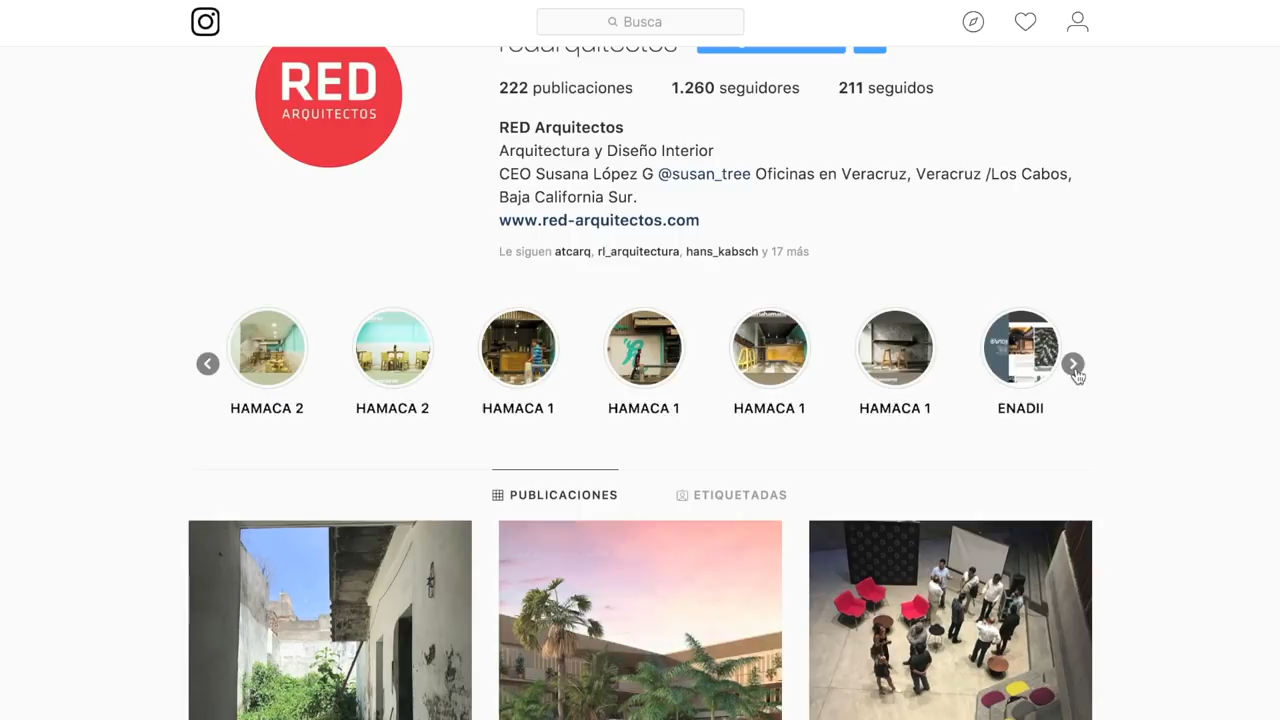 Busca
redarquitectos
RED
ARQUITECTOS
222 publicaciones 1.260 seguidores 211 seguidos
RED Arquitectos
Arquitectura y Diseño Interior
CEO Susana López G @susan_tree Oficinas en Veracruz, Veracruz /Los Cabos,
Baja California Sur.
www.red-arquitectos.com
Le siguen atcarq, rl_arquitectura, hans_kabsch y 17 más
HAMACA 2 HAMACA 2 HAMACA 1 HAMACA 1 HAMACA 1 HAMACA 1 ENADII
PUBLICACIONES ETIQUETADAS